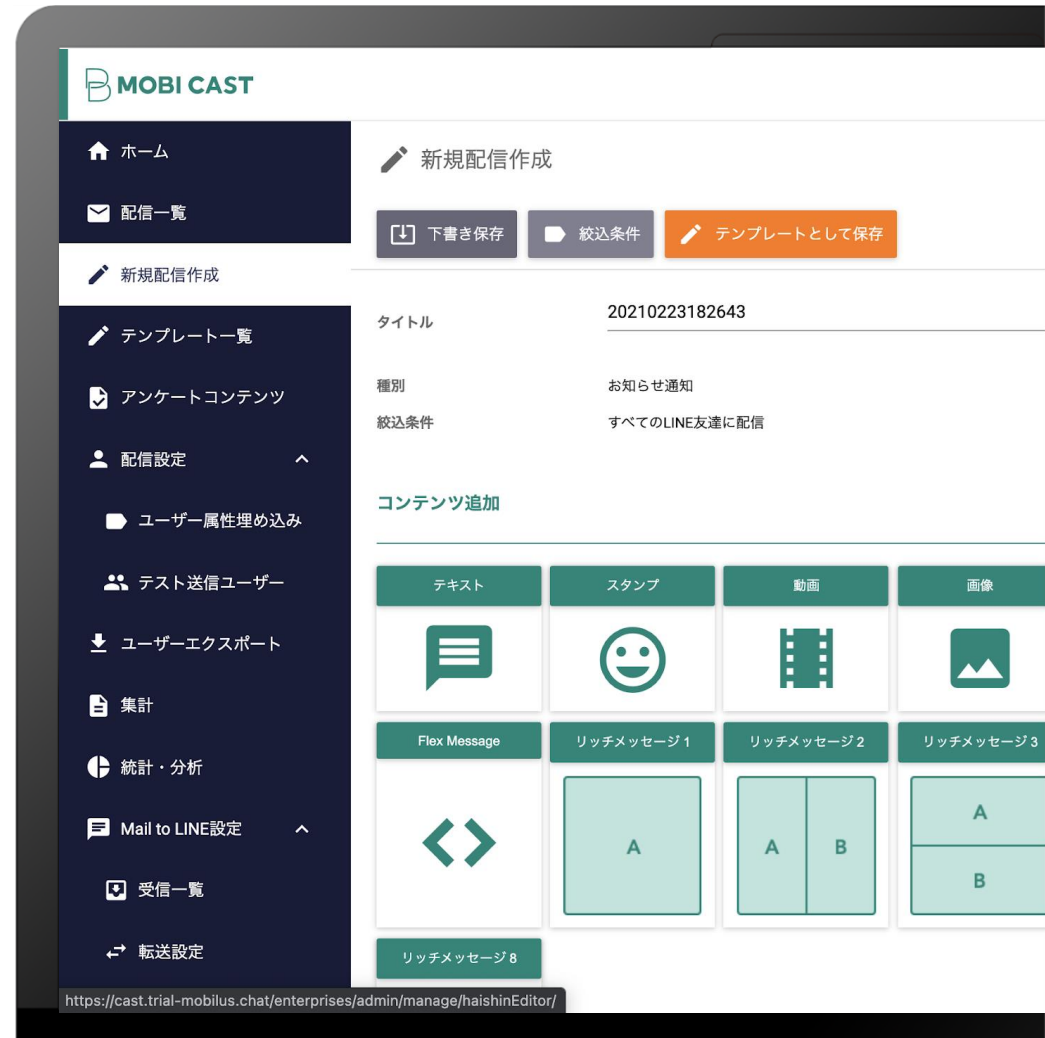 MOBI CAST
ホーム
配信一覧
新規配信作成
テンプレート一覧
アンケートコンテンツ
配信設定
ユーザー属性埋め込み
テスト送信ユーザー
ユーザーエクスポート
集計
統計・分析
Mail to LINE設定
受信一覧
転送設定
https://cast.trial-mobilus.chat/enterprises/admin/manage/haishinEditor/
新規配信作成
下書き保存 絞込条件 テンプレートとして保存
タイトル 20210223182643
種別 お知らせ通知
絞込条件 すべてのLINE友達に配信
コンテンツ追加
テキスト スタンプ 動画 画像
Flex Message リッチメッセージ 1 リッチメッセージ 2 リッチメッセージ 3
A A B A
B
リッチメッセージ 8